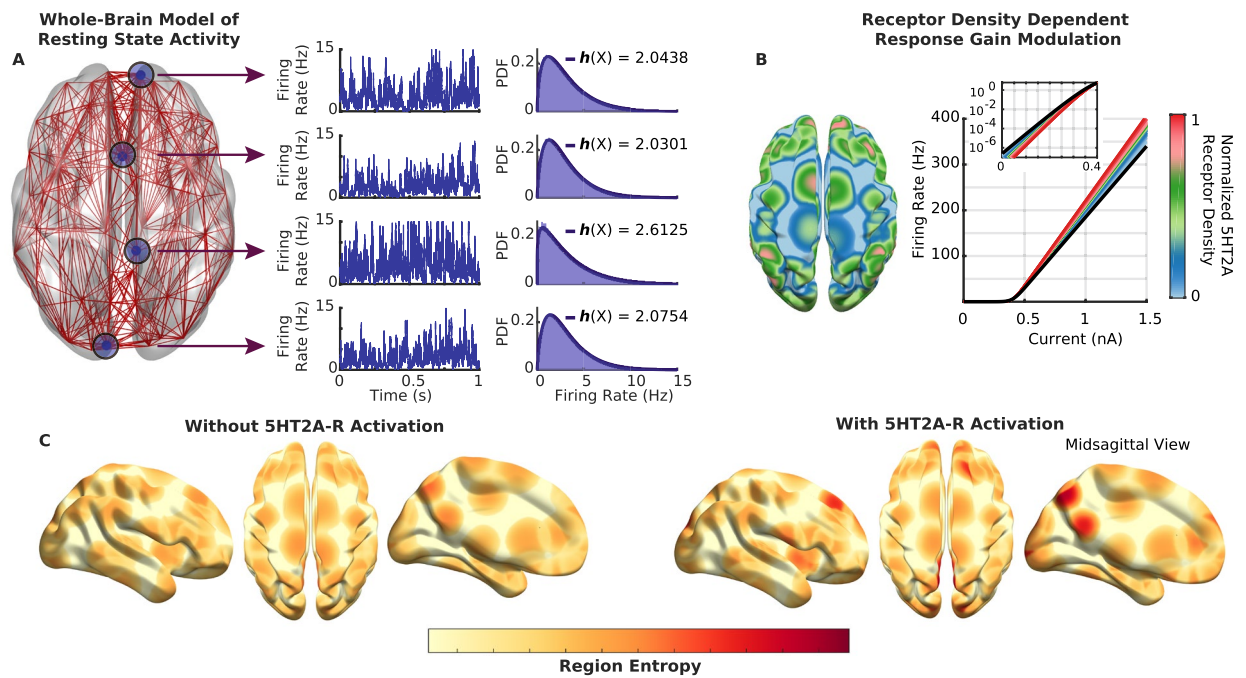 Whole-Brain Model of
Resting State Activity
A
Firing
Rate (Hz)
15
0
PDF
0.2
0
h(X) = 2.0438
Firing
Rate (Hz)
15
0
PDF
0.2
0
h(X) = 2.0301
Firing
Rate (Hz)
15
0
PDF
0.2
0
h(X) = 2.6125
Firing
Rate (Hz)
15
0
PDF
0.2
0
h(X) = 2.0754
0 0.5 1
Time (s)
0 5 10 15
Firing Rate (Hz)
Receptor Density Dependent
Response Gain Modulation
B
Firing Rate (Hz)
400
300
200
100
0 0.5 1 1.5
Current (nA)
0
10^0
10^-2
10^-4
10^-6
0 0.4
1
0
Normalized 5HT2A
Receptor Density
C
Without 5HT2A-R Activation
With 5HT2A-R Activation
Midsagittal View
Region Entropy